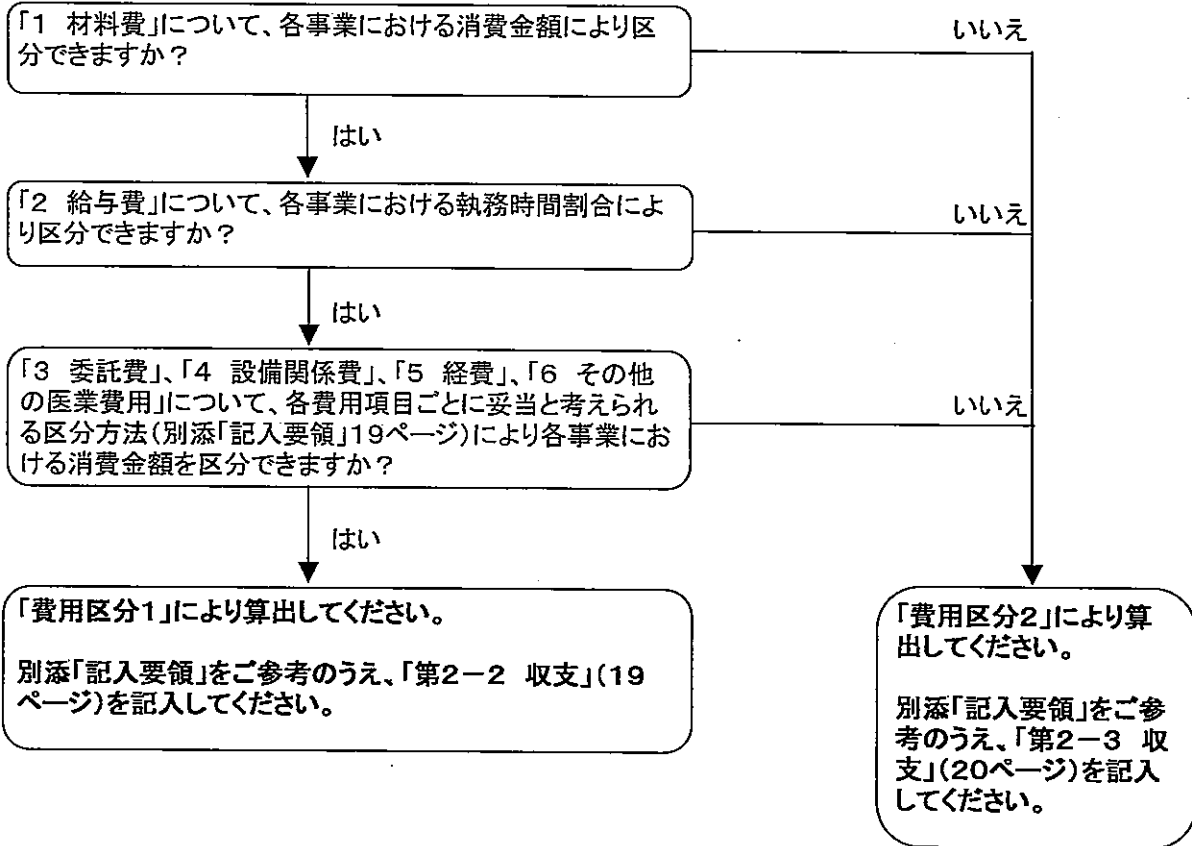 「1 材料費」について、各事業における消費金額により区
分できますか?
いいえ
はい
「2 給与費」について、各事業における執務時間割合によ
り区分できますか?
いいえ
はい
「3 委託費」、「4 設備関係費」、「5 経費」、「6 その他
の医業費用」について、各費用項目ごとに妥当と考えられ
る区分方法(別添「記入要領」19ページ)により各事業にお
ける消費金額を区分できますか?
いいえ
はい
「費用区分1」により算出してください。
別添「記入要領」をご参考のうえ、「第2-2 収支」(19
ページ)を記入してください。
「費用区分2」により算
出してください。
別添「記入要領」をご参
考のうえ、「第2-3 収
支」(20ページ)を記入
してください。